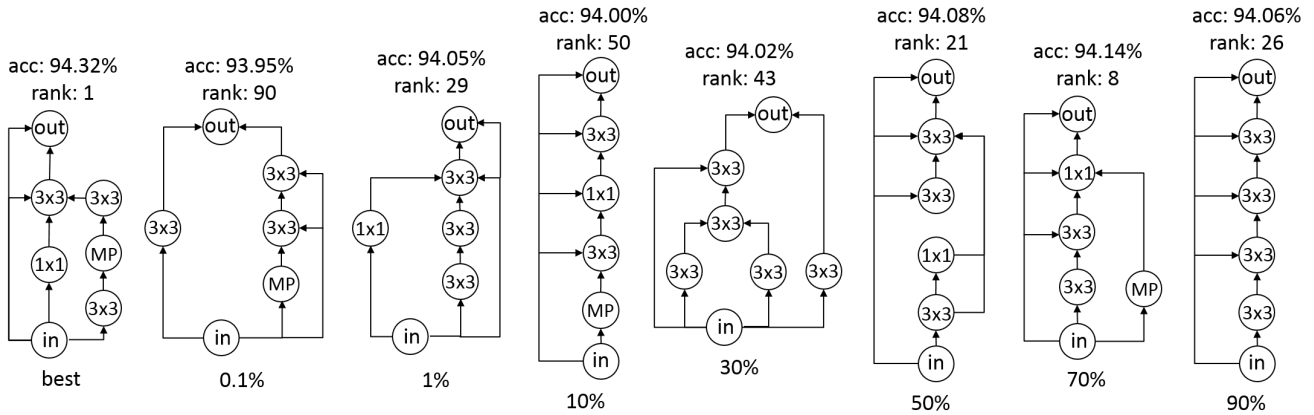 acc: 94.32%
rank: 1
out
3x3
3x3
1x1
MP
3x3
in
best
acc: 93.95%
rank: 90
out
3x3
3x3
3x3
MP
in
0.1%
acc: 94.05%
rank: 29
out
3x3
1x1
3x3
3x3
in
1%
acc: 94.00%
rank: 50
out
3x3
1x1
3x3
MP
in
10%
acc: 94.02%
rank: 43
out
3x3
3x3
3x3
3x3
3x3
in
30%
acc: 94.08%
rank: 21
out
3x3
3x3
1x1
3x3
in
50%
acc: 94.14%
rank: 8
out
1x1
3x3
3x3
MP
in
70%
acc: 94.06%
rank: 26
out
3x3
3x3
3x3
3x3
in
90%